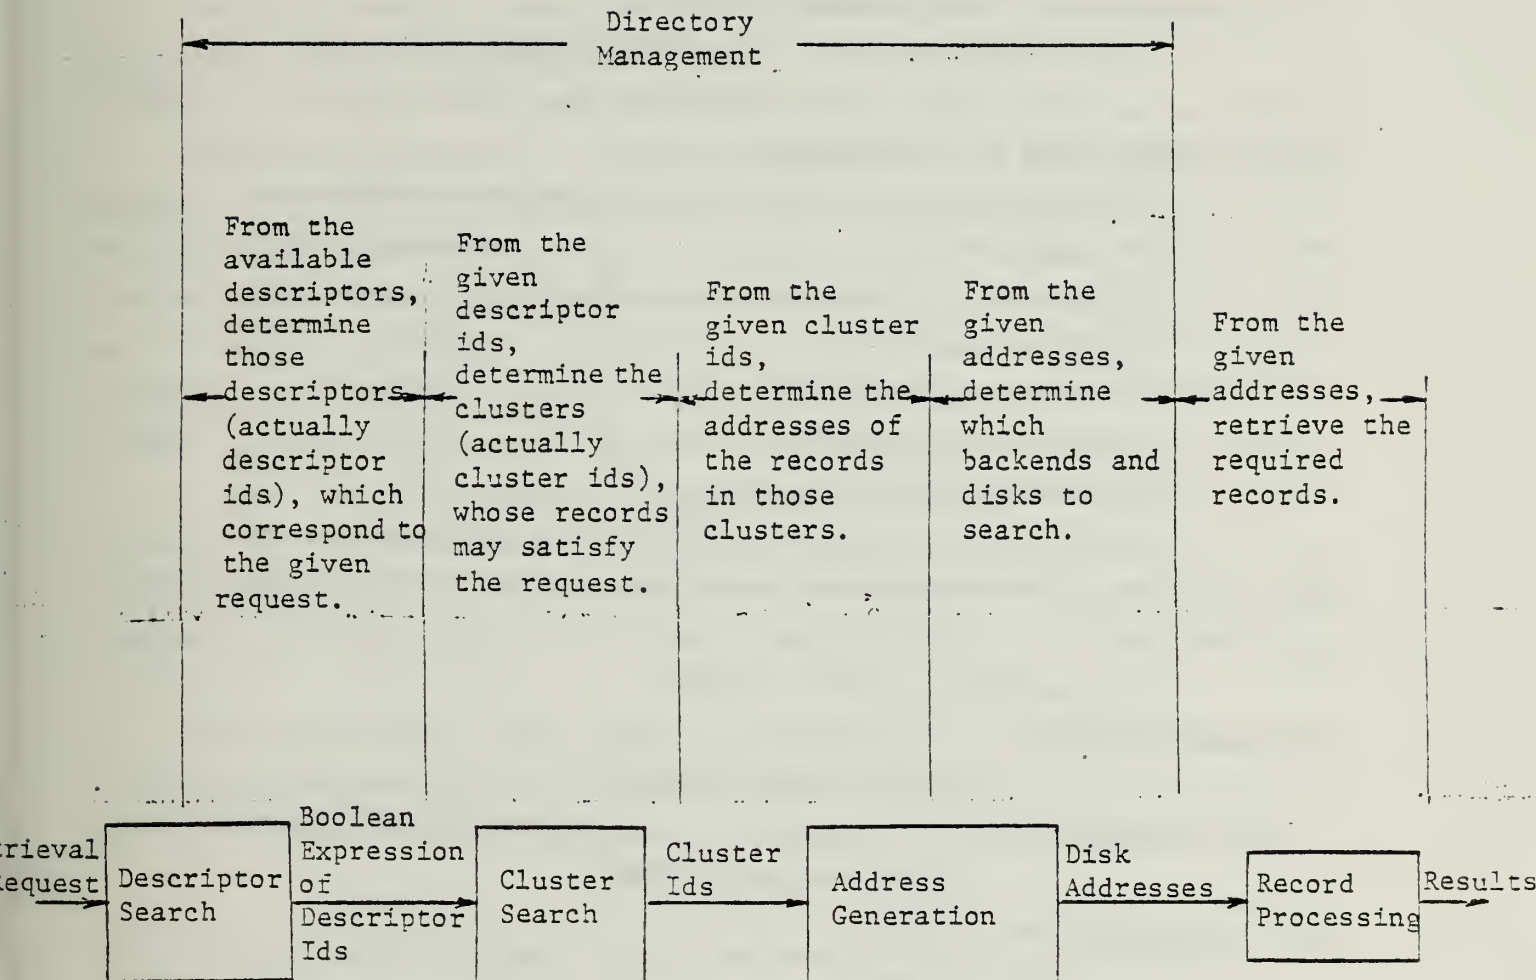 Directory
Management
From the
available
descriptors,
determine
those
descriptors
(actually
descriptor
ids), which
correspond to
the given
request.
From the
given
descriptor
ids,
determine the
clusters
(actually
cluster ids),
whose records
may satisfy
the request.
From the
given cluster
ids,
determine the
addresses of
the records
in those
clusters.
From the
given
addresses,
determine
which
backends and
disks to
search.
From the
given
addresses,
retrieve the
required
records.
trieval
equest
Descriptor
Search
Boolean
Expression
of
Descriptor
Ids
Cluster
Search
Cluster
Ids
Address
Generation
Disk
Addresses
Record
Processing
Results